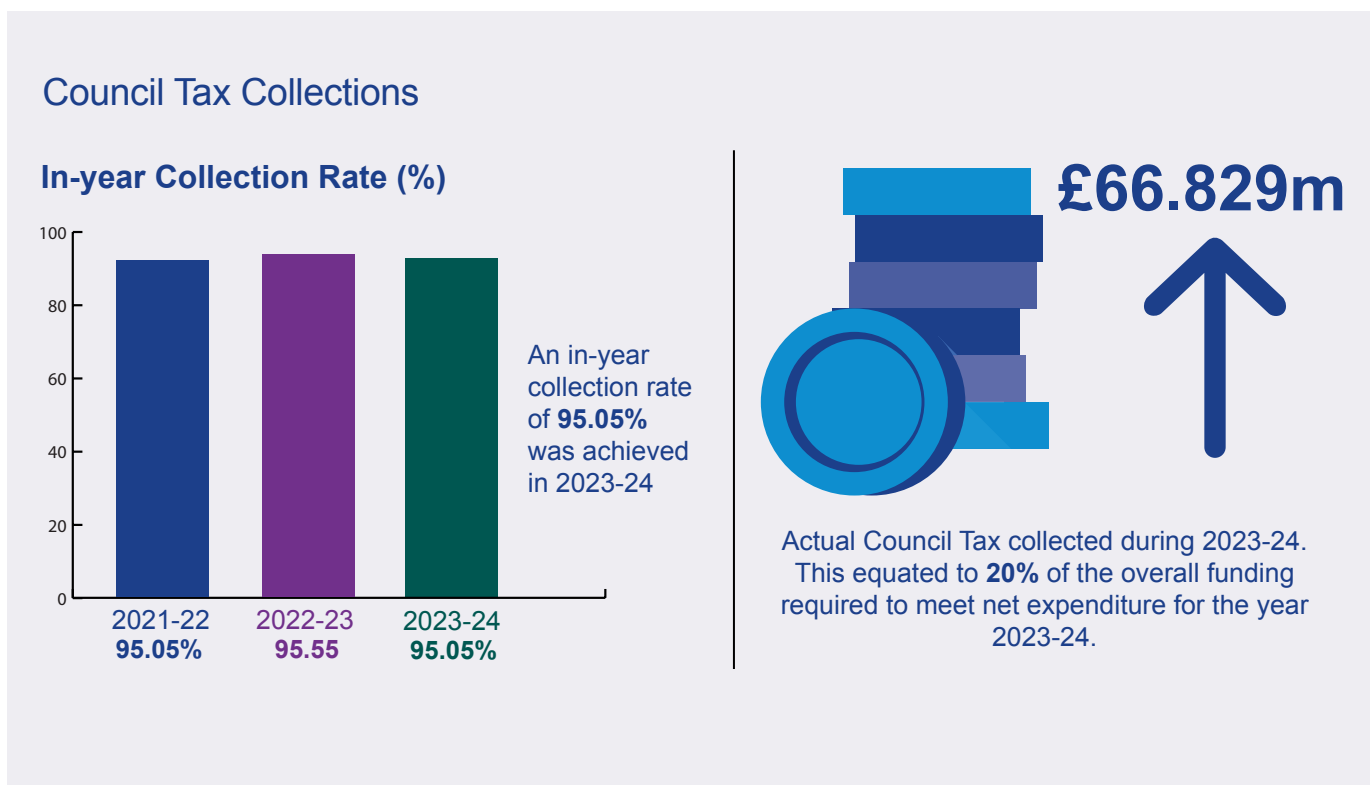 Council Tax Collections
In-year Collection Rate (%)
100
80
60
40
20
0
2021-22
95.05%
2022-23
95.55
2023-24
95.05%
An in-year
collection rate
of 95.05%
was achieved
in 2023-24
£66.829m
Actual Council Tax collected during 2023-24.
This equated to 20% of the overall funding
required to meet net expenditure for the year
2023-24.